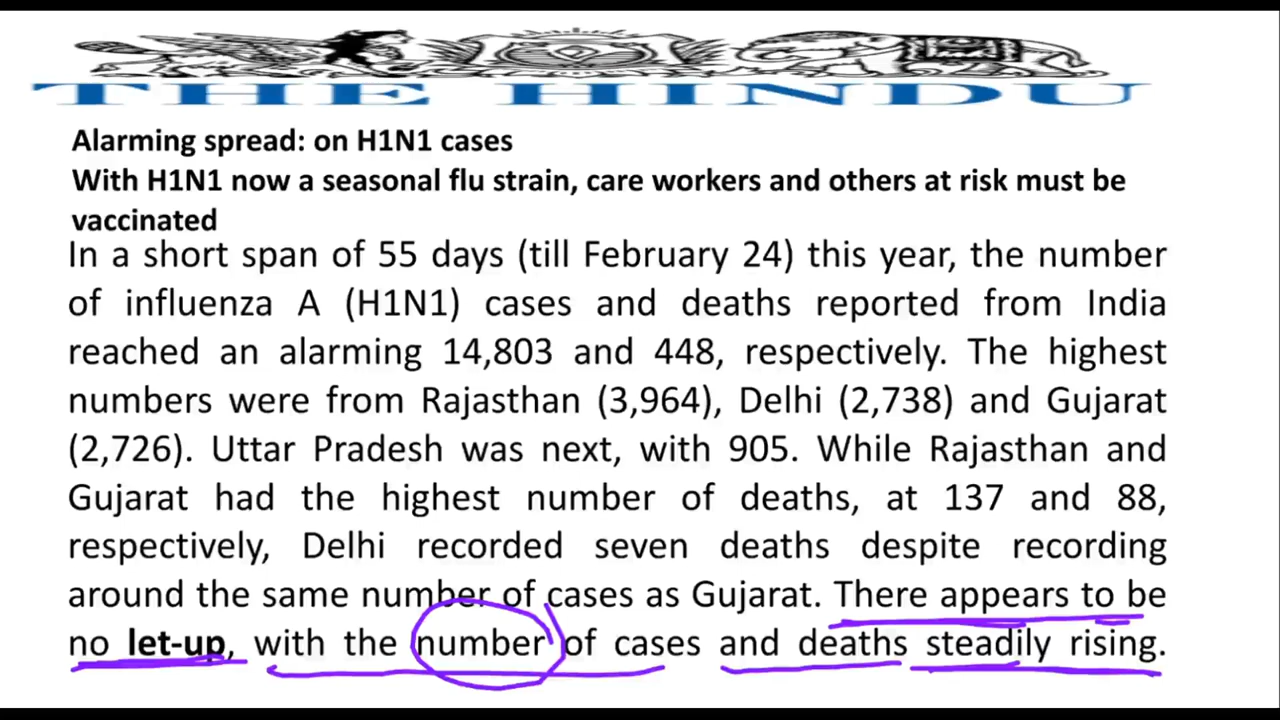 THE HINDU
Alarming spread: on H1N1 cases
With H1N1 now a seasonal flu strain, care workers and others at risk must be
vaccinated
In a short span of 55 days (till February 24) this year, the number
of influenza A (H1N1) cases and deaths reported from India
reached an alarming 14,803 and 448, respectively. The highest
numbers were from Rajasthan (3,964), Delhi (2,738) and Gujarat
(2,726). Uttar Pradesh was next, with 905. While Rajasthan and
Gujarat had the highest number of deaths, at 137 and 88,
respectively, Delhi recorded seven deaths despite recording
around the same number of cases as Gujarat. There appears to be
no let-up, with the number of cases and deaths steadily rising.